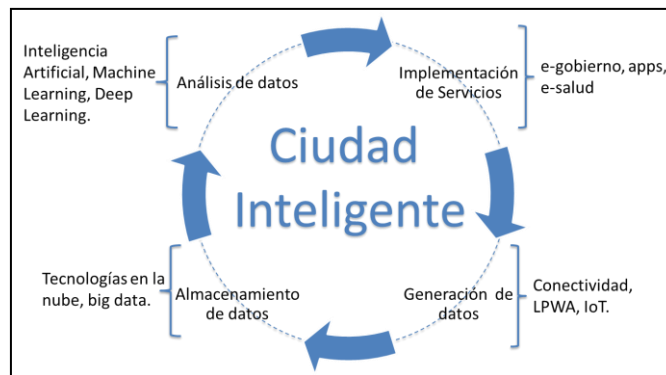 Inteligencia
Artificial, Machine
Learning, Deep
Learning.
Análisis de datos
Implementación
de Servicios
e-gobierno, apps,
e-salud
Ciudad
Inteligente
Tecnologías en la
nube, big data.
Almacenamiento
de datos
Generación de
datos
Conectividad,
LPWA, IoT.